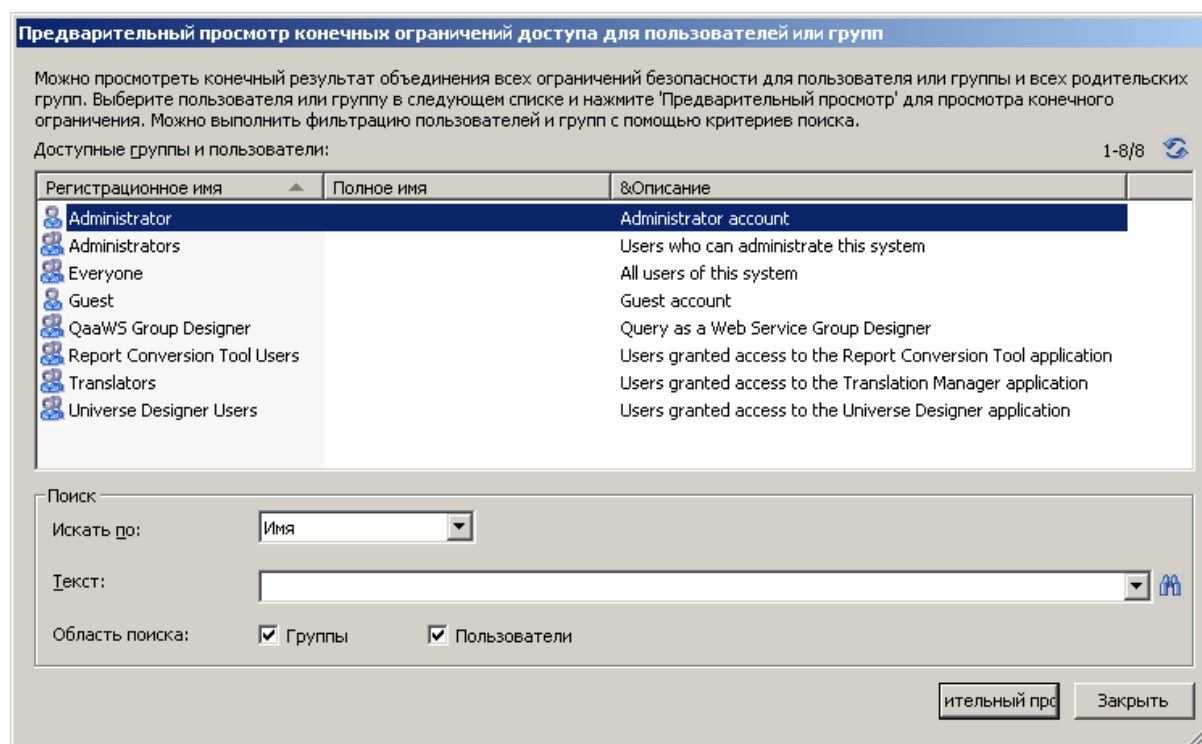 Предварительный просмотр конечных ограничений доступа для пользователей или групп
Можно просмотреть конечный результат объединения всех ограничений безопасности для пользователя или группы и всех родительских
групп. Выберите пользователя или группу в следующем списке и нажмите 'Предварительный просмотр' для просмотра конечного
ограничения. Можно выполнить фильтрацию пользователей и групп с помощью критериев поиска.
Доступные группы и пользователи: 1-8/8
Регистрационное имя Полное имя &Описание
Administrator Administrator account
Administrators Users who can administrate this system
Everyone All users of this system
Guest Guest account
QaaWS Group Designer Query as a Web Service Group Designer
Report Conversion Tool Users Users granted access to the Report Conversion Tool application
Translators Users granted access to the Translation Manager application
Universe Designer Users Users granted access to the Universe Designer application
Поиск
Искать по: Имя
Текст:
Область поиска: Группы Пользователи
ительный про Закрыть